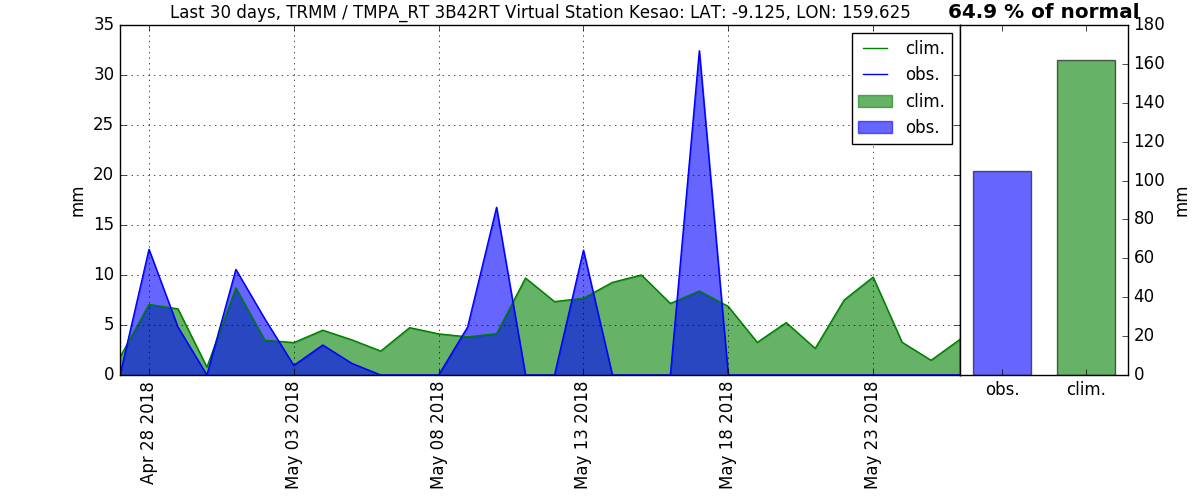 Last 30 days, TRMM / TMPA_RT 3B42RT Virtual Station Kesao: LAT: -9.125, LON: 159.625
64.9 % of normal
35
30
25
20
15
10
5
0
mm
clim.
obs.
clim.
obs.
180
160
140
120
100
80
60
40
20
0
mm
Apr 28 2018
May 03 2018
May 08 2018
May 13 2018
May 18 2018
May 23 2018
obs.
clim.